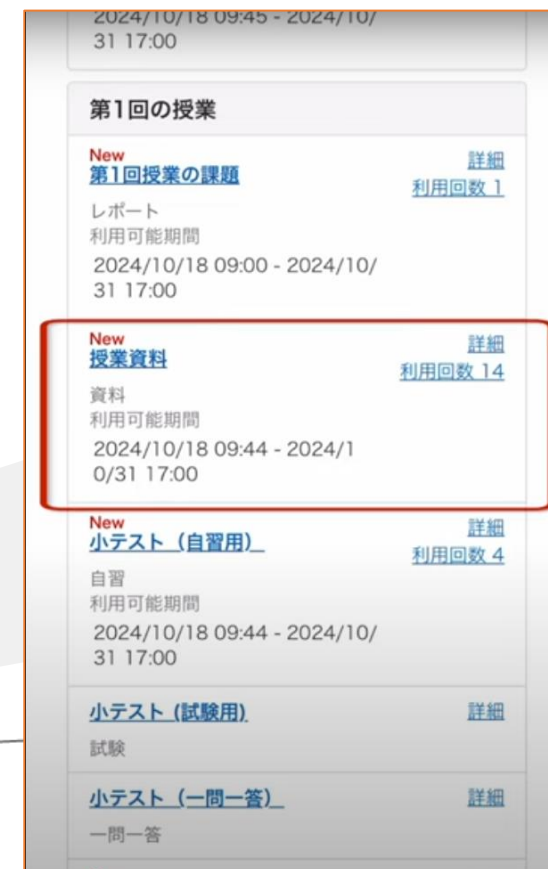 2024/10/18 09:45 - 2024/10/
31 17:00
第1回の授業
New
第1回授業の課題
詳細
利用回数 1
レポート
利用可能期間
2024/10/18 09:00 - 2024/10/
31 17:00
New
授業資料
詳細
利用回数 14
資料
利用可能期間
2024/10/18 09:44 - 2024/1
0/31 17:00
New
小テスト（自習用）
詳細
利用回数 4
自習
利用可能期間
2024/10/18 09:44 - 2024/10/
31 17:00
小テスト (試験用)
詳細
試験
小テスト（一問一答）
詳細
一問一答